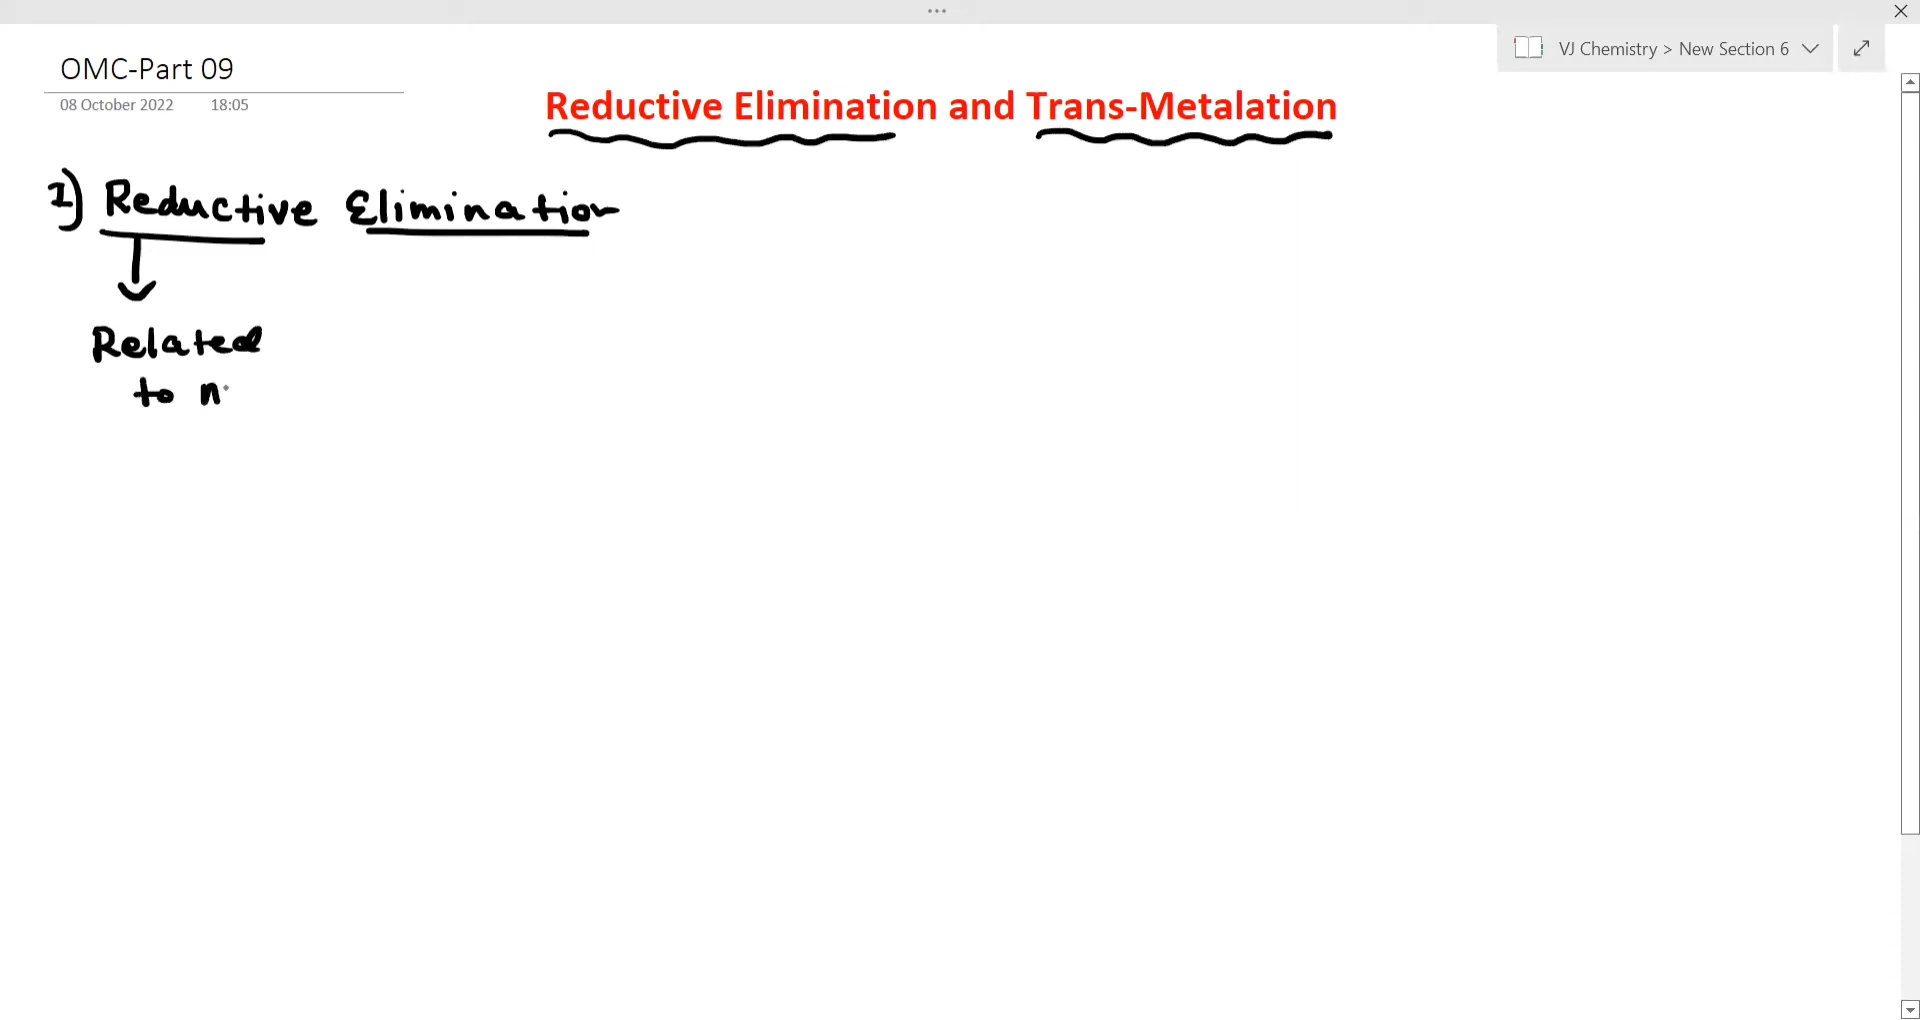 OMC-Part 09
08 October 2022 18:05
VJ Chemistry > New Section 6
Reductive Elimination and Trans-Metalation
I) Reductive Elimination
Related
to